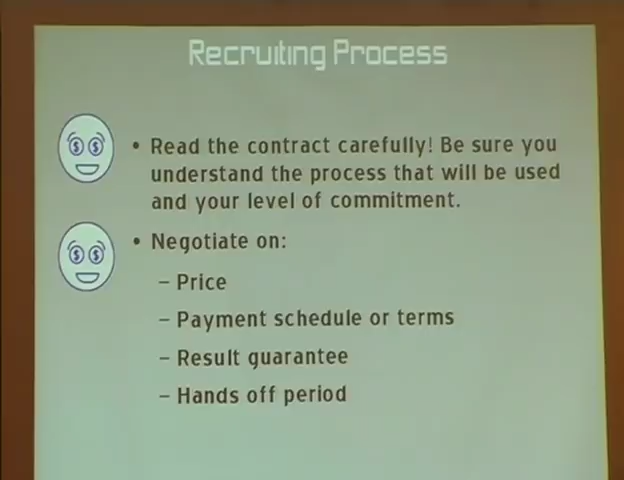 Recruiting Process
• Read the contract carefully! Be sure you
understand the process that will be used
and your level of commitment.
• Negotiate on:
– Price
– Payment schedule or terms
– Result guarantee
– Hands off period